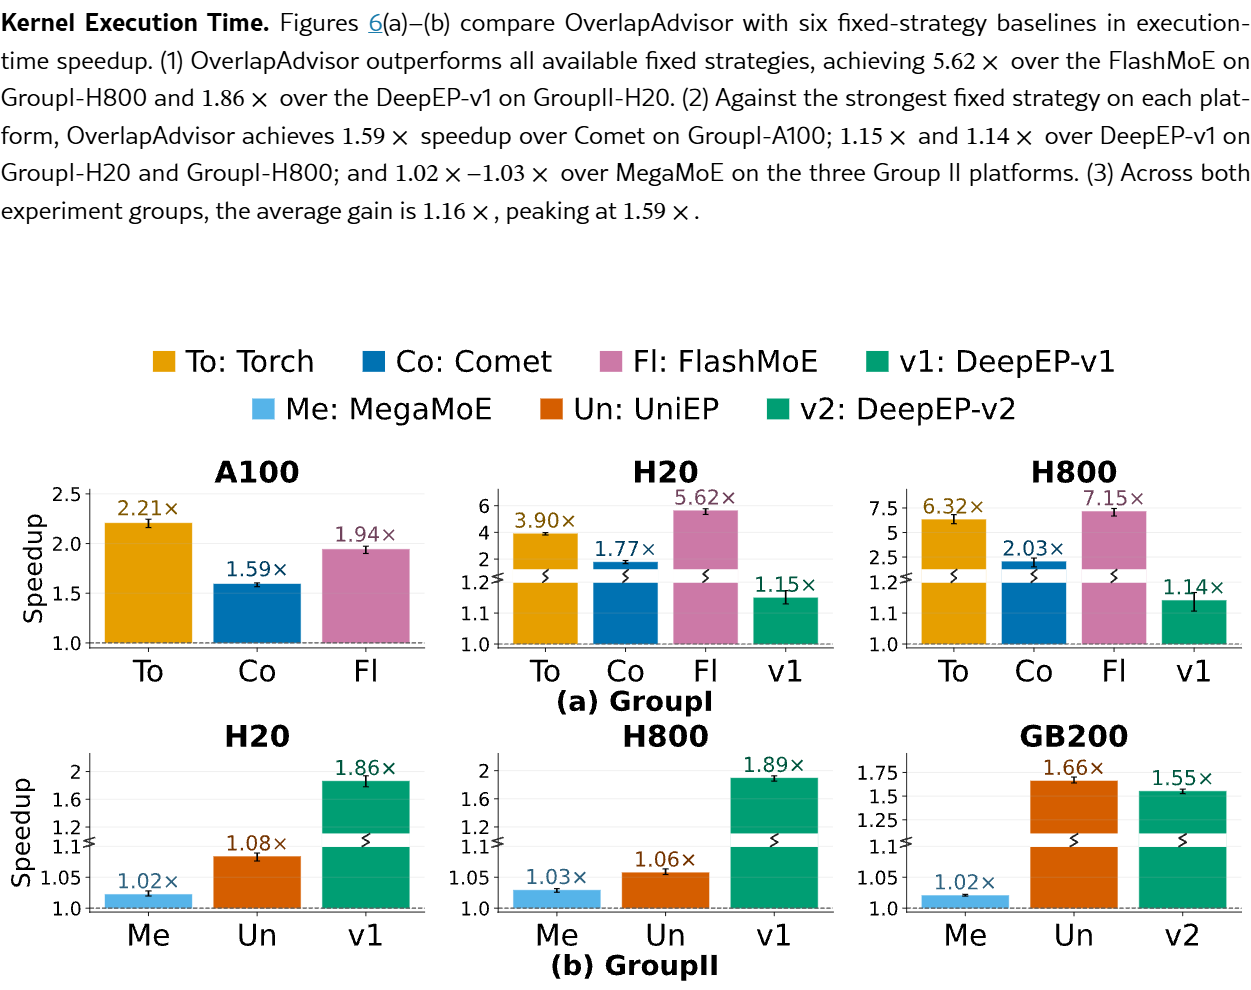 Kernel Execution Time. Figures 6(a)–(b) compare OverlapAdvisor with six fixed-strategy baselines in execution-
time speedup. (1) OverlapAdvisor outperforms all available fixed strategies, achieving 5.62 × over the FlashMoE on
GroupI-H800 and 1.86 × over the DeepEP-v1 on GroupII-H20. (2) Against the strongest fixed strategy on each plat-
form, OverlapAdvisor achieves 1.59 × speedup over Comet on GroupI-A100; 1.15 × and 1.14 × over DeepEP-v1 on
GroupI-H20 and GroupI-H800; and 1.02 × –1.03 × over MegaMoE on the three Group II platforms. (3) Across both
experiment groups, the average gain is 1.16 ×, peaking at 1.59 ×.
To: Torch Co: Comet Fl: FlashMoE v1: DeepEP-v1
Me: MegaMoE Un: UniEP v2: DeepEP-v2
A100
Speedup
2.5
2.0
1.5
1.0
2.21×
1.59×
1.94×
To Co Fl
H20
6
4
2
1.2
1.1
1.0
3.90×
1.77×
5.62×
1.15×
To Co Fl v1
H800
7.5
5
2.5
1.2
1.1
1.0
6.32×
2.03×
7.15×
1.14×
To Co Fl v1
(a) GroupI
H20
Speedup
2
1.6
1.2
1.1
1.05
1.0
1.02×
1.08×
1.86×
Me Un v1
H800
2
1.6
1.2
1.1
1.05
1.0
1.03×
1.06×
1.89×
Me Un v1
GB200
1.75
1.5
1.25
1.1
1.05
1.0
1.02×
1.66×
1.55×
Me Un v2
(b) GroupII